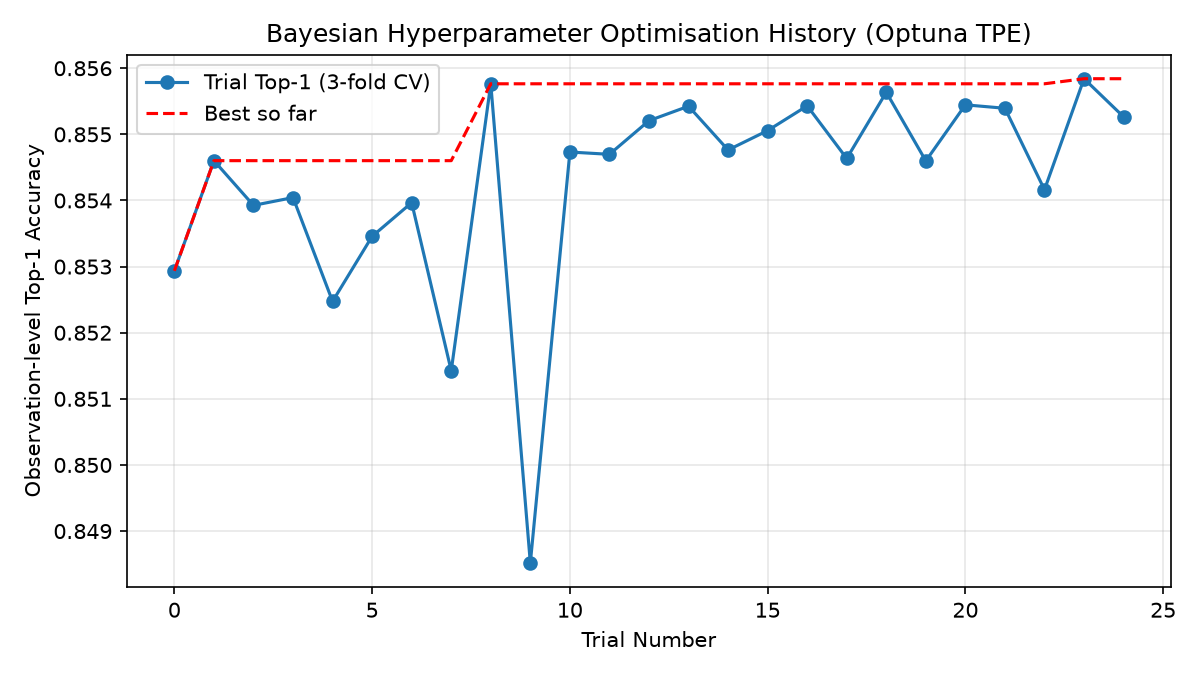 Bayesian Hyperparameter Optimisation History (Optuna TPE)
Trial Top-1 (3-fold CV)
Best so far
Observation-level Top-1 Accuracy
0.856
0.855
0.854
0.853
0.852
0.851
0.850
0.849
0 5 10 15 20 25
Trial Number